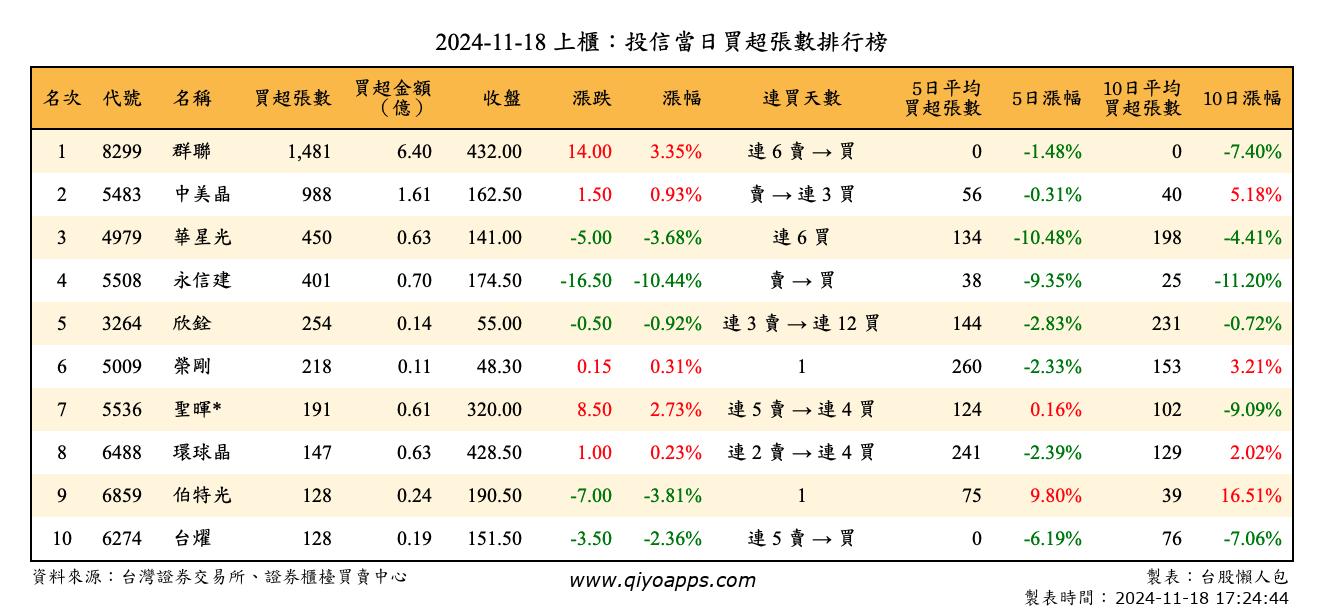 2024-11-18 上櫃：投信當日買超張數排行榜
名次 代號 名稱 買超張數 買超金額（億） 收盤 漲跌 漲幅 連買天數 5日平均買超張數 5日漲幅 10日平均買超張數 10日漲幅
1 8299 群聯 1,481 6.40 432.00 14.00 3.35% 連 6 賣 → 買 0 -1.48% 0 -7.40%
2 5483 中美晶 988 1.61 162.50 1.50 0.93% 賣 → 連 3 買 56 -0.31% 40 5.18%
3 4979 華星光 450 0.63 141.00 -5.00 -3.68% 連 6 買 134 -10.48% 198 -4.41%
4 5508 永信建 401 0.70 174.50 -16.50 -10.44% 賣 → 買 38 -9.35% 25 -11.20%
5 3264 欣銓 254 0.14 55.00 -0.50 -0.92% 連 3 賣 → 連 12 買 144 -2.83% 231 -0.72%
6 5009 榮剛 218 0.11 48.30 0.15 0.31% 1 260 -2.33% 153 3.21%
7 5536 聖暉* 191 0.61 320.00 8.50 2.73% 連 5 賣 → 連 4 買 124 0.16% 102 -9.09%
8 6488 環球晶 147 0.63 428.50 1.00 0.23% 連 2 賣 → 連 4 買 241 -2.39% 129 2.02%
9 6859 伯特光 128 0.24 190.50 -7.00 -3.81% 1 75 9.80% 39 16.51%
10 6274 台燿 128 0.19 151.50 -3.50 -2.36% 連 5 賣 → 買 0 -6.19% 76 -7.06%
資料來源：台灣證券交易所、證券櫃檯買賣中心
www.qiyoapps.com
製表：台股懶人包
製表時間：2024-11-18 17:24:44